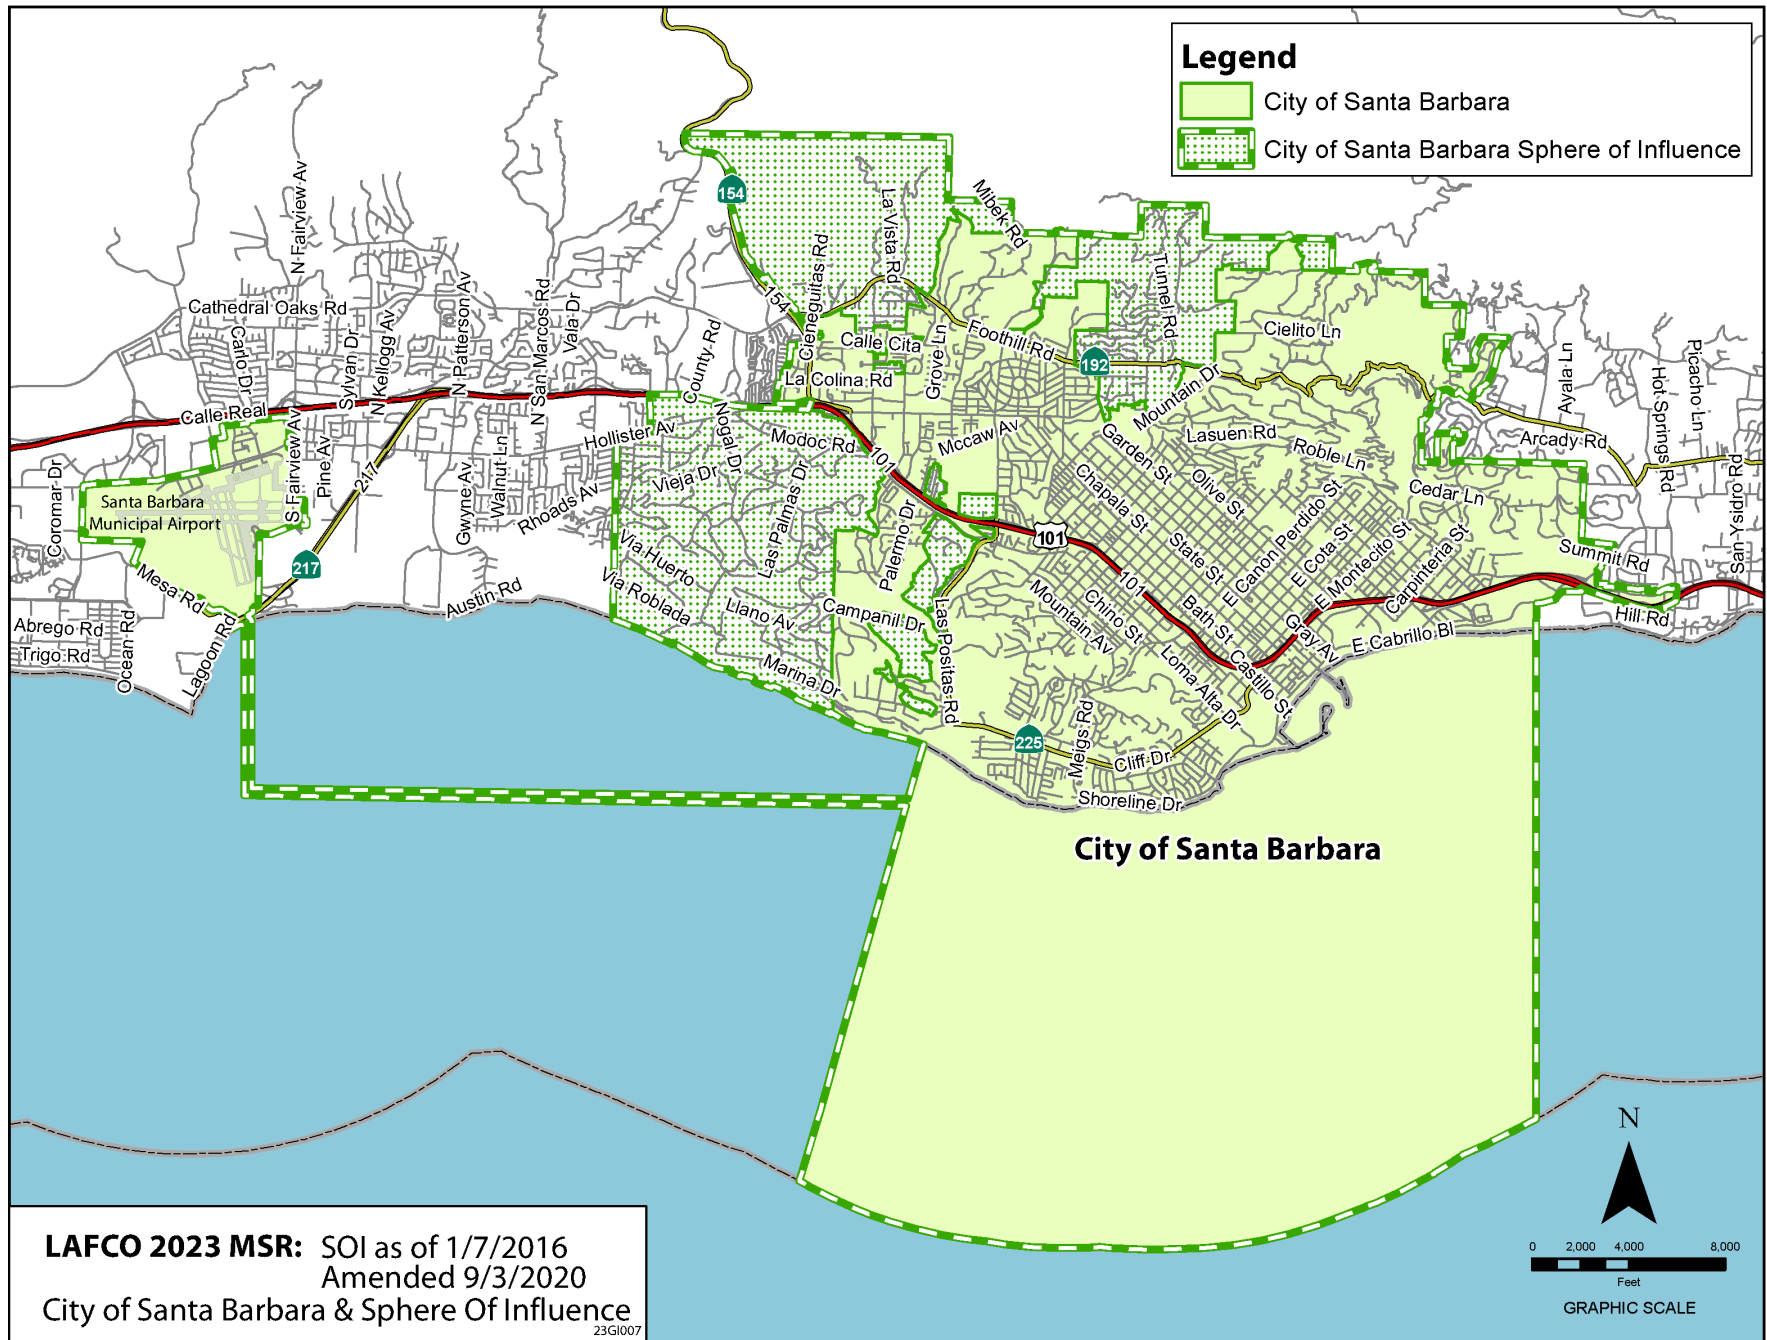 Legend
City of Santa Barbara
City of Santa Barbara Sphere of Influence
154
N Fairview Av
La Vista Rd
Mibek Rd
Cieneguitas Rd
Tunnel Rd
154
Cathedral Oaks Rd
Carlo Dr
Sylvan Dr
N Kellogg Av
N Patterson Av
N San Marcos Rd
Vala Dr
County Rd
Calle Cita
Grove Ln
Foothill Rd
192
Cielito Ln
La Colina Rd
Mountain Dr
Ayala Ln
Hot Springs Rd
Picacho Ln
Calle Real
S Fairview Av
Pine Av
217
Gwyne Av
Walnut Ln
Hollister Av
Nogal Dr
Modoc Rd
101
Mccaw Av
Garden St
Lasuen Rd
Roble Ln
Arcady Rd
San Ysidro Rd
Coromar Dr
Santa Barbara
Municipal Airport
Rhoads Av
Vieja Dr
Las Palmas Dr
Palermo Dr
Chapala St
Olive St
Cedar Ln
State St
E Canon Perdido St
E Cota St
E Montecito St
Carpinteria St
Summit Rd
217
101
101
Mesa Rd
Via Huerto
Via Roblada
Austin Rd
Llano Av
Campanil Dr
Las Positas Rd
Mountain Av
Chino St
Bath St
Gray Av
Castillo St
E Cabrillo Bl
Hill Rd
Abrego Rd
Trigo Rd
Ocean Rd
Lagoon Rd
Marina Dr
Loma Alta Dr
225
Meigs Rd
Cliff Dr
Shoreline Dr
City of Santa Barbara
N
0 2,000 4,000 8,000
Feet
GRAPHIC SCALE
LAFCO 2023 MSR: SOI as of 1/7/2016
Amended 9/3/2020
City of Santa Barbara & Sphere Of Influence
23GI007